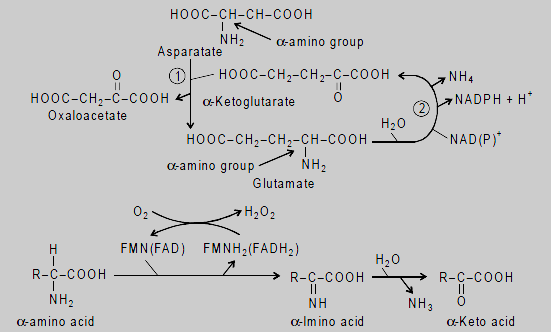 HOOC-CH-CH-COOH
NH₂
α-amino group
Asparatate
①
HOOC-CH₂-CH₂-C-COOH
O
NH₄
O
HOOC-CH₂-C-COOH
Oxaloacetate
α-Ketoglutarate
②
NADPH + H⁺
H₂O
NAD(P)⁺
HOOC-CH₂-CH₂-CH-COOH
α-amino group
NH₂
Glutamate
O₂
H₂O₂
FMN(FAD)
FMNH₂(FADH₂)
H
R-C-COOH
NH₂
α-amino acid
R-C-COOH
NH
α-Imino acid
H₂O
NH₃
R-C-COOH
O
α-Keto acid